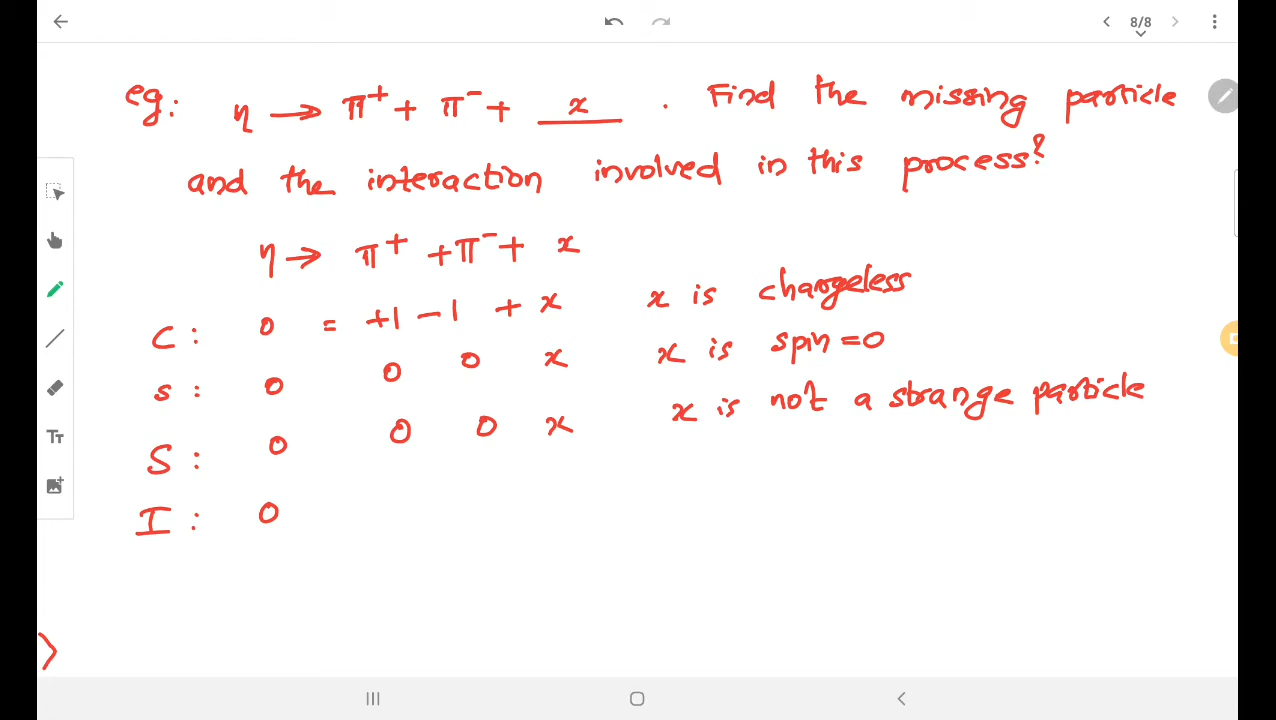 8/8
eg: η → π⁺ + π⁻ + x . Find the missing particle
and the interaction involved in this process?
η → π⁺ + π⁻ + x
C : 0 = +1 -1 + x x is chargeless
s : 0 0 0 x x is spin = 0
S : 0 0 0 x x is not a strange particle
I : 0
Tт